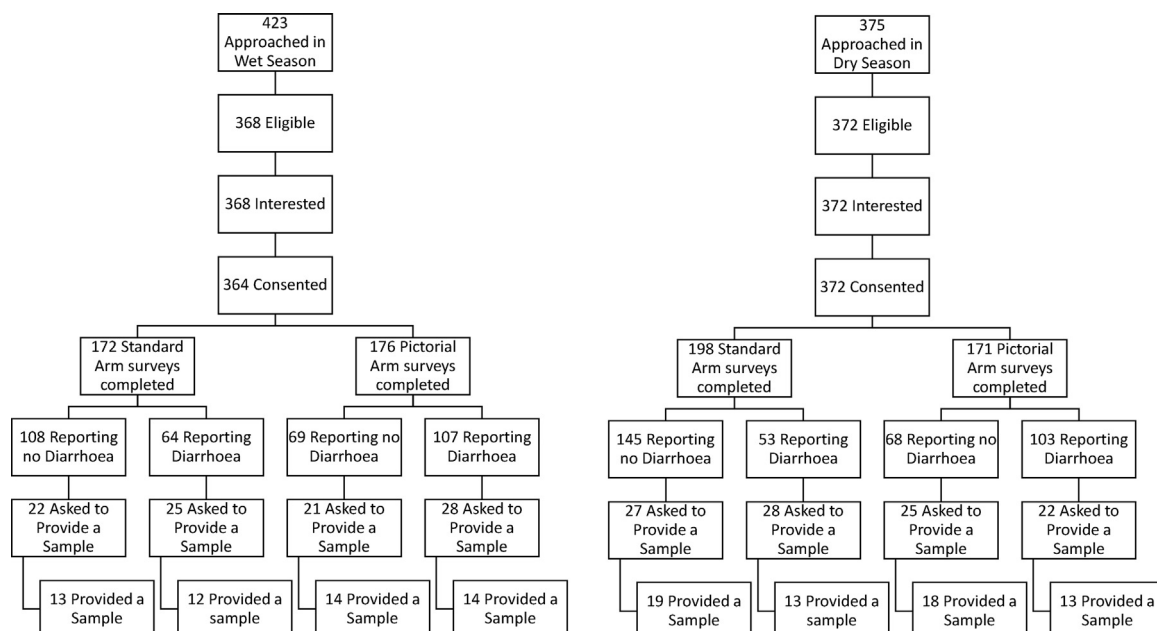 423
Approached in
Wet Season
368 Eligible
368 Interested
364 Consented
172 Standard
Arm surveys
completed
176 Pictorial
Arm surveys
completed
108 Reporting
no Diarrhoea
64 Reporting
Diarrhoea
69 Reporting no
Diarrhoea
107 Reporting
Diarrhoea
22 Asked to
Provide a
Sample
25 Asked to
Provide a
Sample
21 Asked to
Provide a
Sample
28 Asked to
Provide a
Sample
13 Provided a
Sample
12 Provided a
sample
14 Provided a
Sample
14 Provided a
Sample
375
Approached in
Dry Season
372 Eligible
372 Interested
372 Consented
198 Standard
Arm surveys
completed
171 Pictorial
Arm surveys
completed
145 Reporting
no Diarrhoea
53 Reporting
Diarrhoea
68 Reporting no
Diarrhoea
103 Reporting
Diarrhoea
27 Asked to
Provide a
Sample
28 Asked to
Provide a
Sample
25 Asked to
Provide a
Sample
22 Asked to
Provide a
Sample
19 Provided a
Sample
13 Provided a
sample
18 Provided a
Sample
13 Provided a
Sample